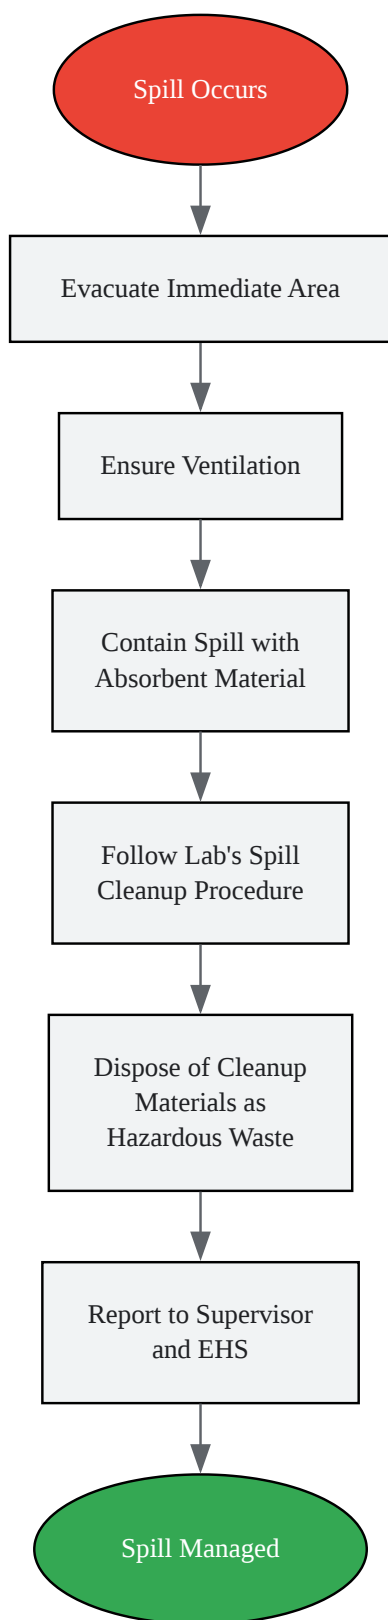 Spill Occurs
Evacuate Immediate Area
Ensure Ventilation
Contain Spill with
Absorbent Material
Follow Lab's Spill
Cleanup Procedure
Dispose of Cleanup
Materials as
Hazardous Waste
Report to Supervisor
and EHS
Spill Managed